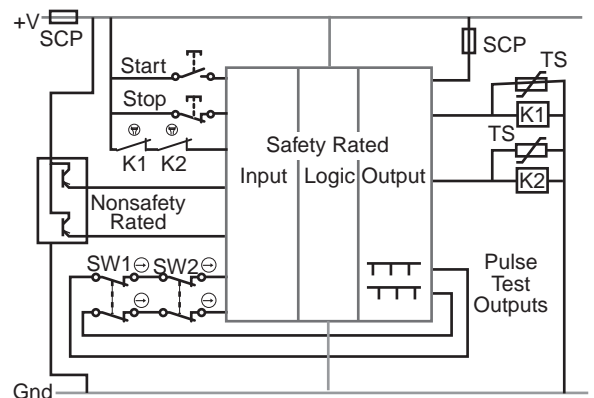 +V
SCP
SCP
Start
TS
Stop
K1
TS
K1 K2
Safety Rated
Input Logic Output
K2
Nonsafety
Rated
SW1 SW2
Pulse
Test
Outputs
Gnd